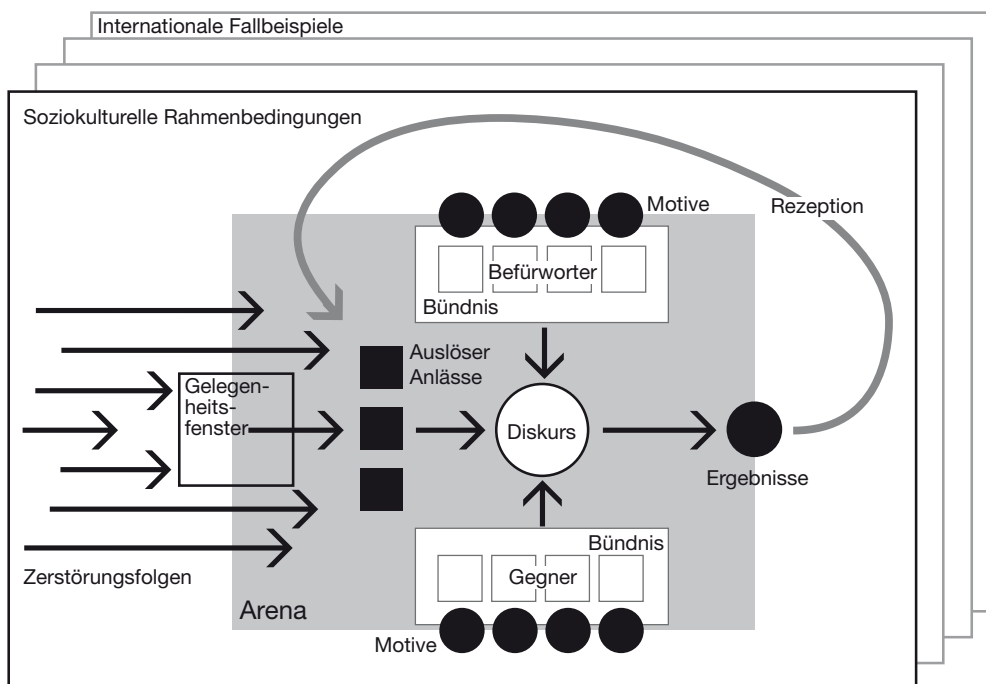 Internationale Fallbeispiele
Soziokulturelle Rahmenbedingungen
Motive
Rezeption
Befürworter
Bündnis
Auslöser
Anlässe
Gelegen-
heits-
fenster
Diskurs
Ergebnisse
Bündnis
Gegner
Zerstörungsfolgen
Arena
Motive